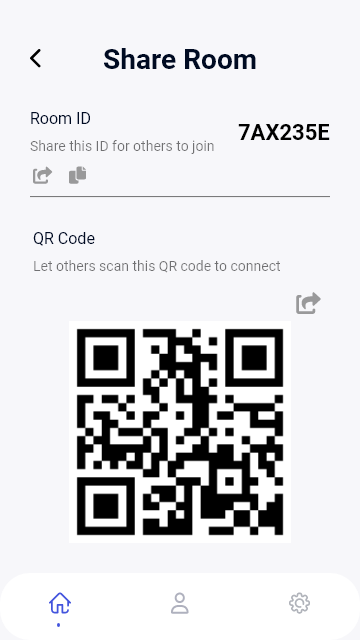 Share Room
Room ID
Share this ID for others to join
7AX235E
QR Code
Let others scan this QR code to connect